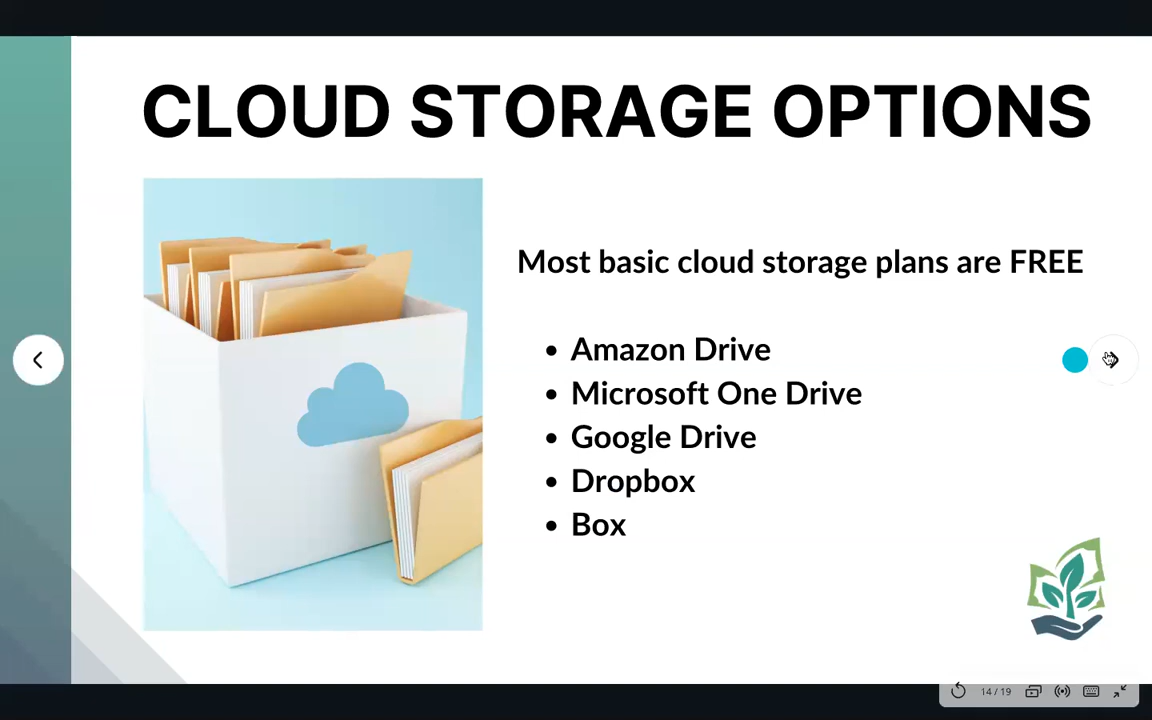 CLOUD STORAGE OPTIONS
Most basic cloud storage plans are FREE
• Amazon Drive
• Microsoft One Drive
• Google Drive
• Dropbox
• Box
14 / 19